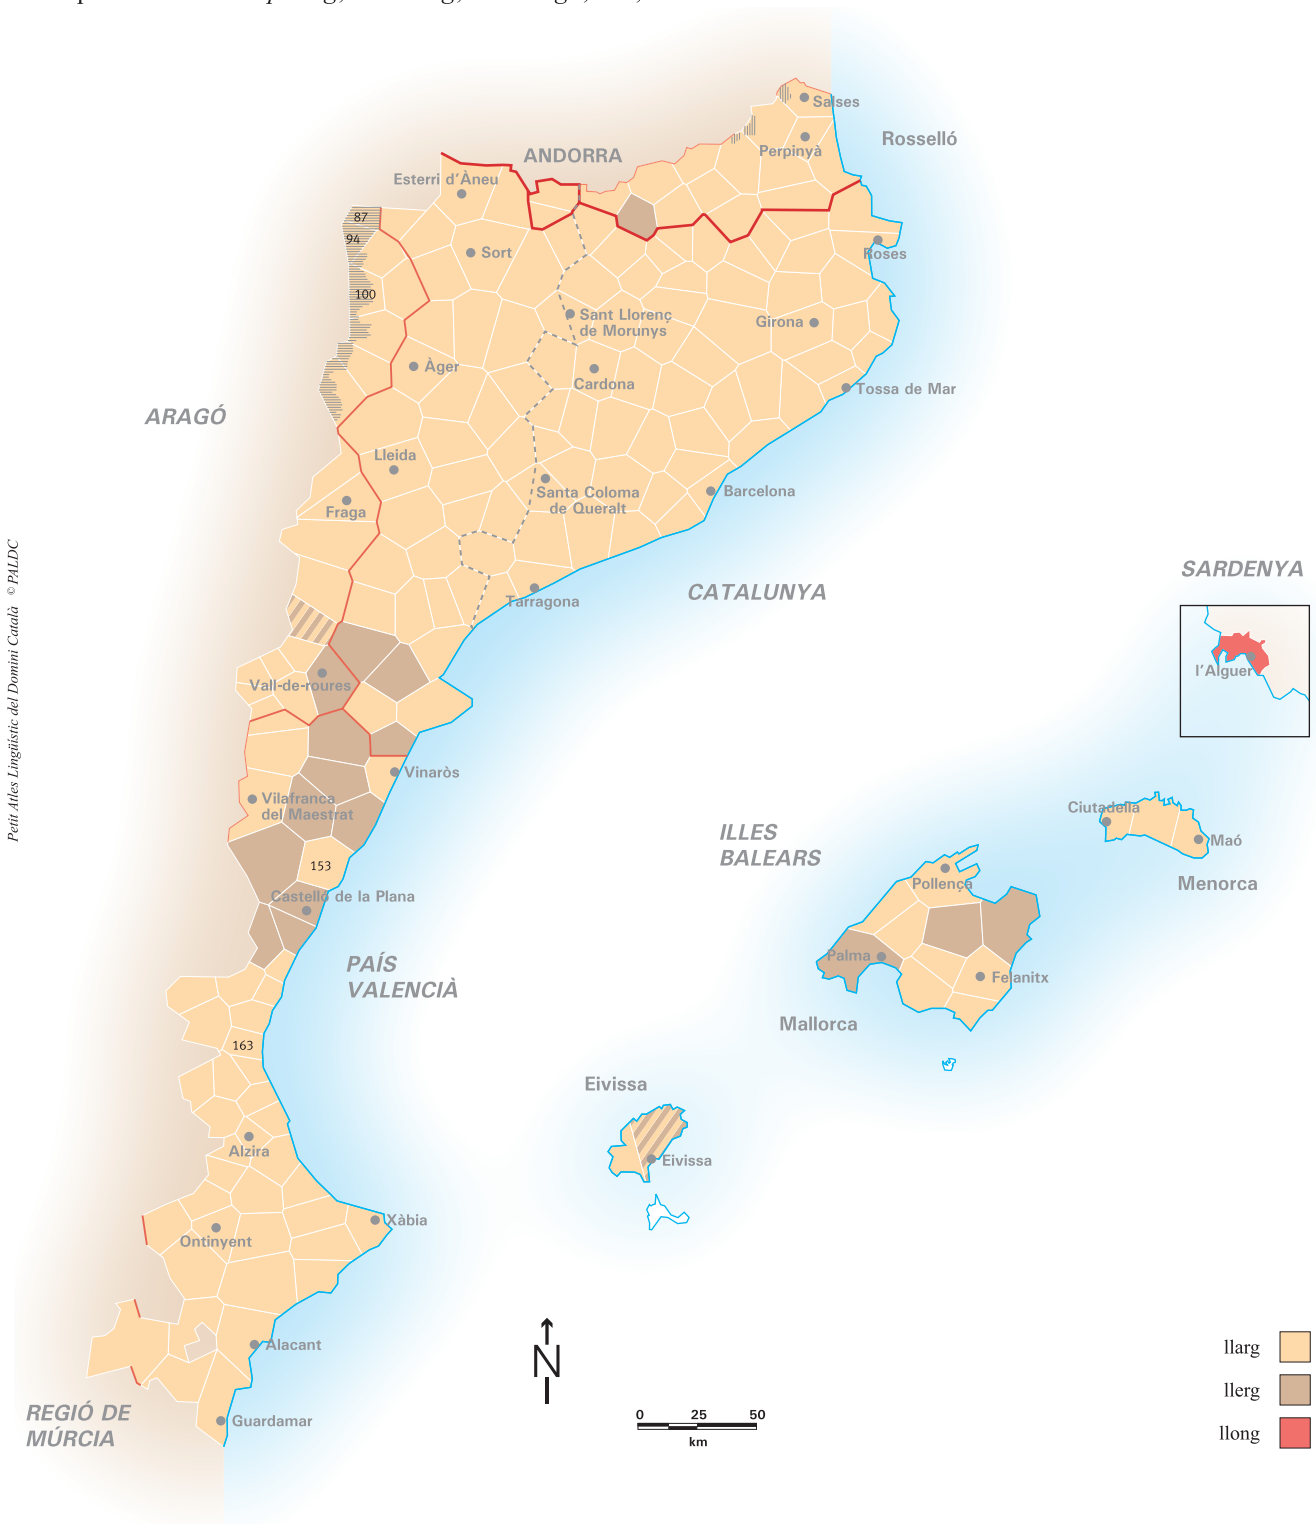 Salses
Rosselló
Perpinyà
ANDORRA
Esterri d'Àneu
87
94
Sort
Roses
100
Sant Llorenç
de Morunys
Girona
Àger
Cardona
Tossa de Mar
ARAGÓ
Lleida
Santa Coloma
de Queralt
Barcelona
Fraga
SARDENYA
CATALUNYA
Tarragona
l'Alguer
Vall-de-roures
Petit Atles Lingüístic del Domini Català © PALDC
Vinaròs
Vilafranca
del Maestrat
Ciutadella
ILLES
BALEARS
Maó
153
Pollença
Menorca
Castelló de la Plana
Palma
PAÍS
VALENCIÀ
Felanitx
Mallorca
163
Eivissa
Alzira
Eivissa
Xàbia
Ontinyent
Alacant
N
llarg
llerg
REGIÓ DE
MÚRCIA
Guardamar
0 25 50
km
llong